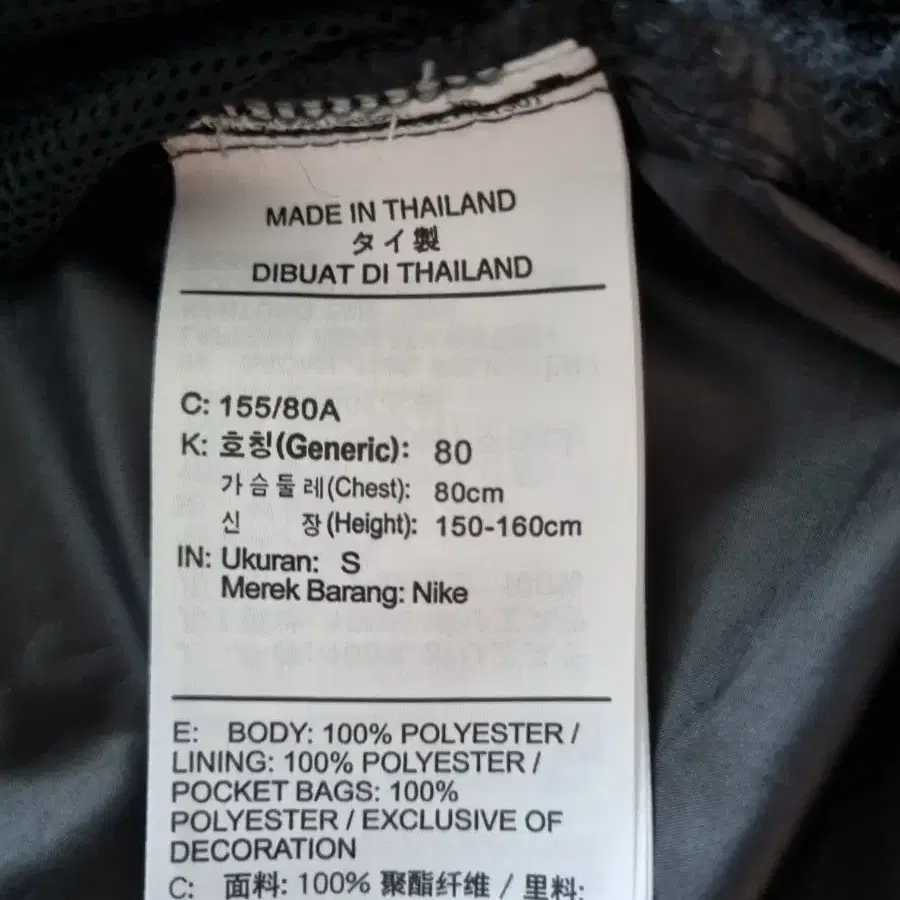 MADE IN THAILAND
タイ製
DIBUAT DI THAILAND
C: 155/80A
K: 호칭(Generic): 80
가슴둘레(Chest): 80cm
신 장(Height): 150-160cm
IN: Ukuran: S
Merek Barang: Nike
E: BODY: 100% POLYESTER /
LINING: 100% POLYESTER /
POCKET BAGS: 100%
POLYESTER / EXCLUSIVE OF
DECORATION
C: 面料: 100% 聚酯纤维 / 里料: